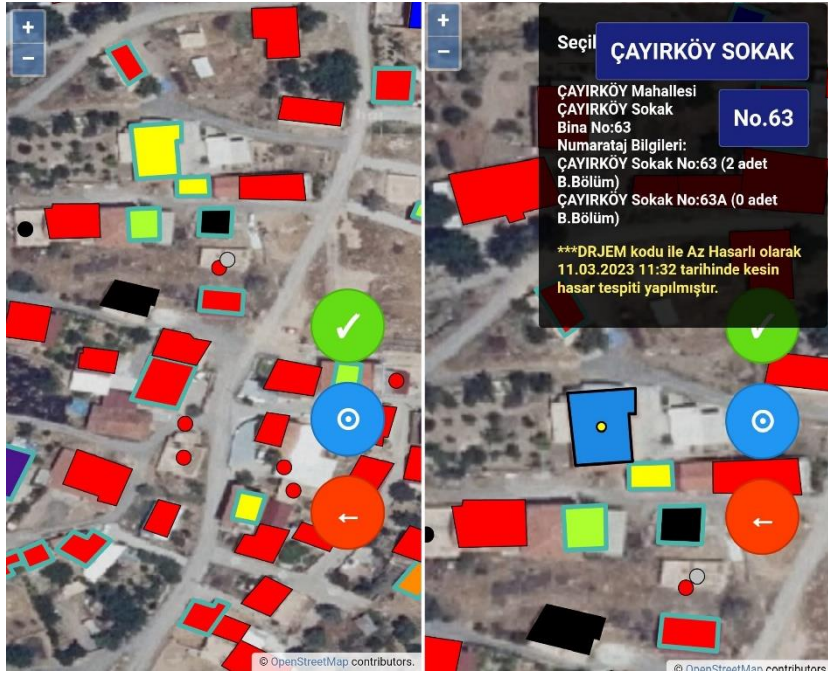 +
−
© OpenStreetMap contributors.
+
−
Seçil
ÇAYIRKÖY SOKAK
No.63
ÇAYIRKÖY Mahallesi
ÇAYIRKÖY Sokak
Bina No:63
Numarataj Bilgileri:
ÇAYIRKÖY Sokak No:63 (2 adet
B.Bölüm)
ÇAYIRKÖY Sokak No:63A (0 adet
B.Bölüm)
***DRJEM kodu ile Az Hasarlı olarak
11.03.2023 11:32 tarihinde kesin
hasar tespiti yapılmıştır.
© OpenStreetMap contributors